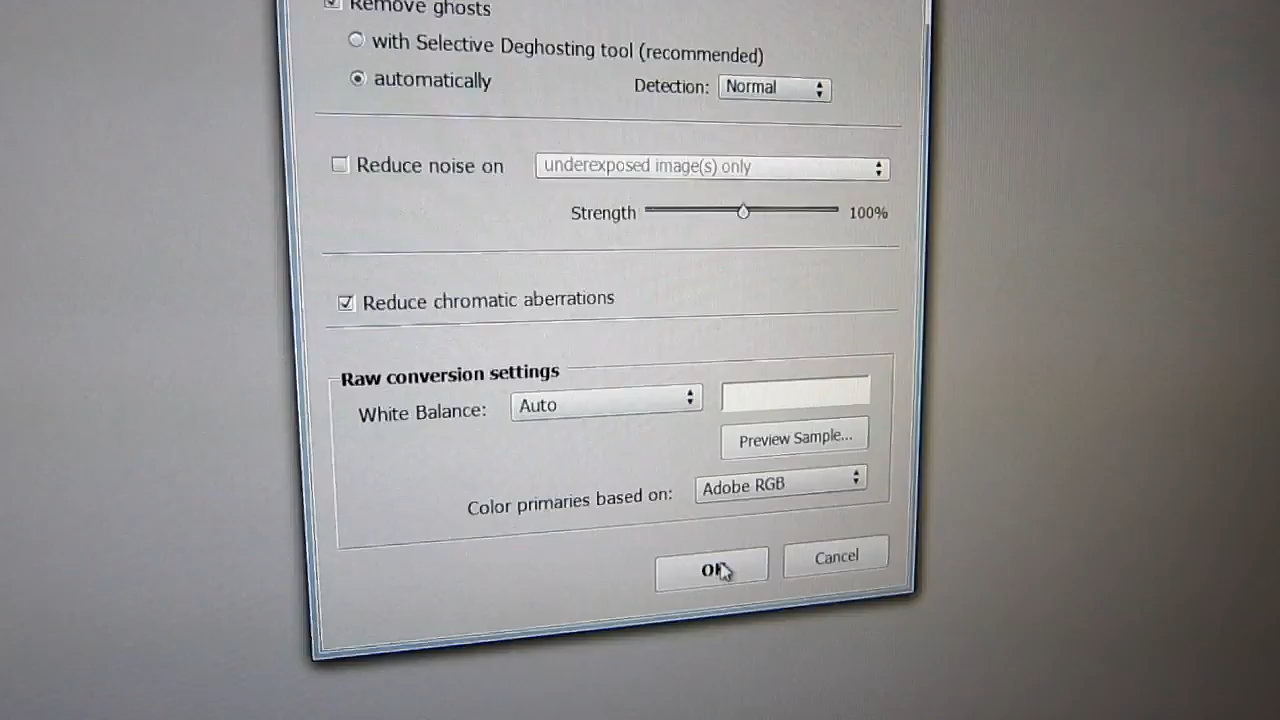 Remove ghosts
with Selective Deghosting tool (recommended)
automatically Detection: Normal
Reduce noise on underexposed image(s) only
Strength 100%
Reduce chromatic aberrations
Raw conversion settings
White Balance: Auto
Preview Sample...
Color primaries based on: Adobe RGB
OK Cancel